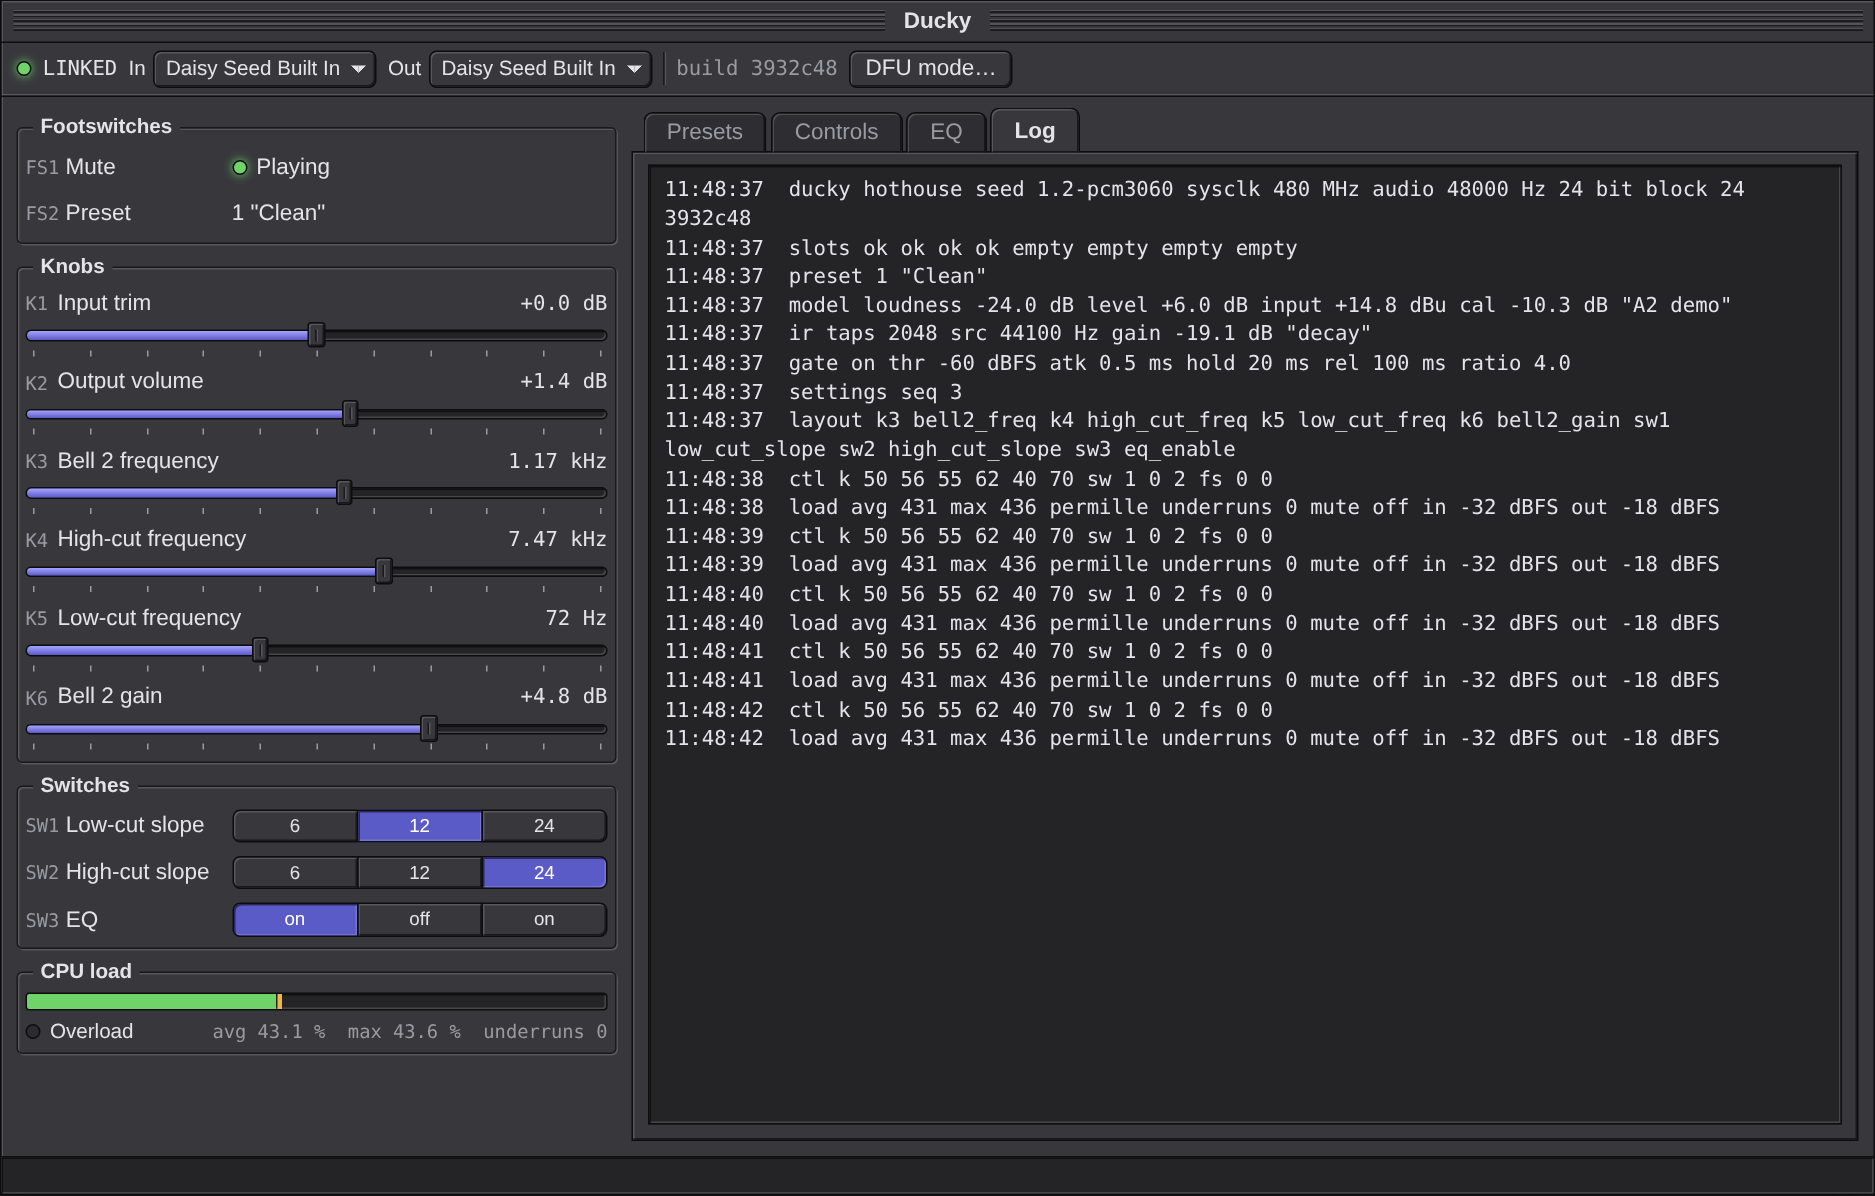 Ducky
LINKED In Daisy Seed Built In Out Daisy Seed Built In build 3932c48 DFU mode…
Footswitches
FS1 Mute Playing
FS2 Preset 1 "Clean"
Knobs
K1 Input trim +0.0 dB
K2 Output volume +1.4 dB
K3 Bell 2 frequency 1.17 kHz
K4 High-cut frequency 7.47 kHz
K5 Low-cut frequency 72 Hz
K6 Bell 2 gain +4.8 dB
Switches
SW1 Low-cut slope 6 12 24
SW2 High-cut slope 6 12 24
SW3 EQ on off on
CPU load
Overload avg 43.1 % max 43.6 % underruns 0
Presets Controls EQ Log
11:48:37 ducky hothouse seed 1.2-pcm3060 sysclk 480 MHz audio 48000 Hz 24 bit block 24
3932c48
11:48:37 slots ok ok ok ok empty empty empty empty
11:48:37 preset 1 "Clean"
11:48:37 model loudness -24.0 dB level +6.0 dB input +14.8 dBu cal -10.3 dB "A2 demo"
11:48:37 ir taps 2048 src 44100 Hz gain -19.1 dB "decay"
11:48:37 gate on thr -60 dBFS atk 0.5 ms hold 20 ms rel 100 ms ratio 4.0
11:48:37 settings seq 3
11:48:37 layout k3 bell2_freq k4 high_cut_freq k5 low_cut_freq k6 bell2_gain sw1
low_cut_slope sw2 high_cut_slope sw3 eq_enable
11:48:38 ctl k 50 56 55 62 40 70 sw 1 0 2 fs 0 0
11:48:38 load avg 431 max 436 permille underruns 0 mute off in -32 dBFS out -18 dBFS
11:48:39 ctl k 50 56 55 62 40 70 sw 1 0 2 fs 0 0
11:48:39 load avg 431 max 436 permille underruns 0 mute off in -32 dBFS out -18 dBFS
11:48:40 ctl k 50 56 55 62 40 70 sw 1 0 2 fs 0 0
11:48:40 load avg 431 max 436 permille underruns 0 mute off in -32 dBFS out -18 dBFS
11:48:41 ctl k 50 56 55 62 40 70 sw 1 0 2 fs 0 0
11:48:41 load avg 431 max 436 permille underruns 0 mute off in -32 dBFS out -18 dBFS
11:48:42 ctl k 50 56 55 62 40 70 sw 1 0 2 fs 0 0
11:48:42 load avg 431 max 436 permille underruns 0 mute off in -32 dBFS out -18 dBFS